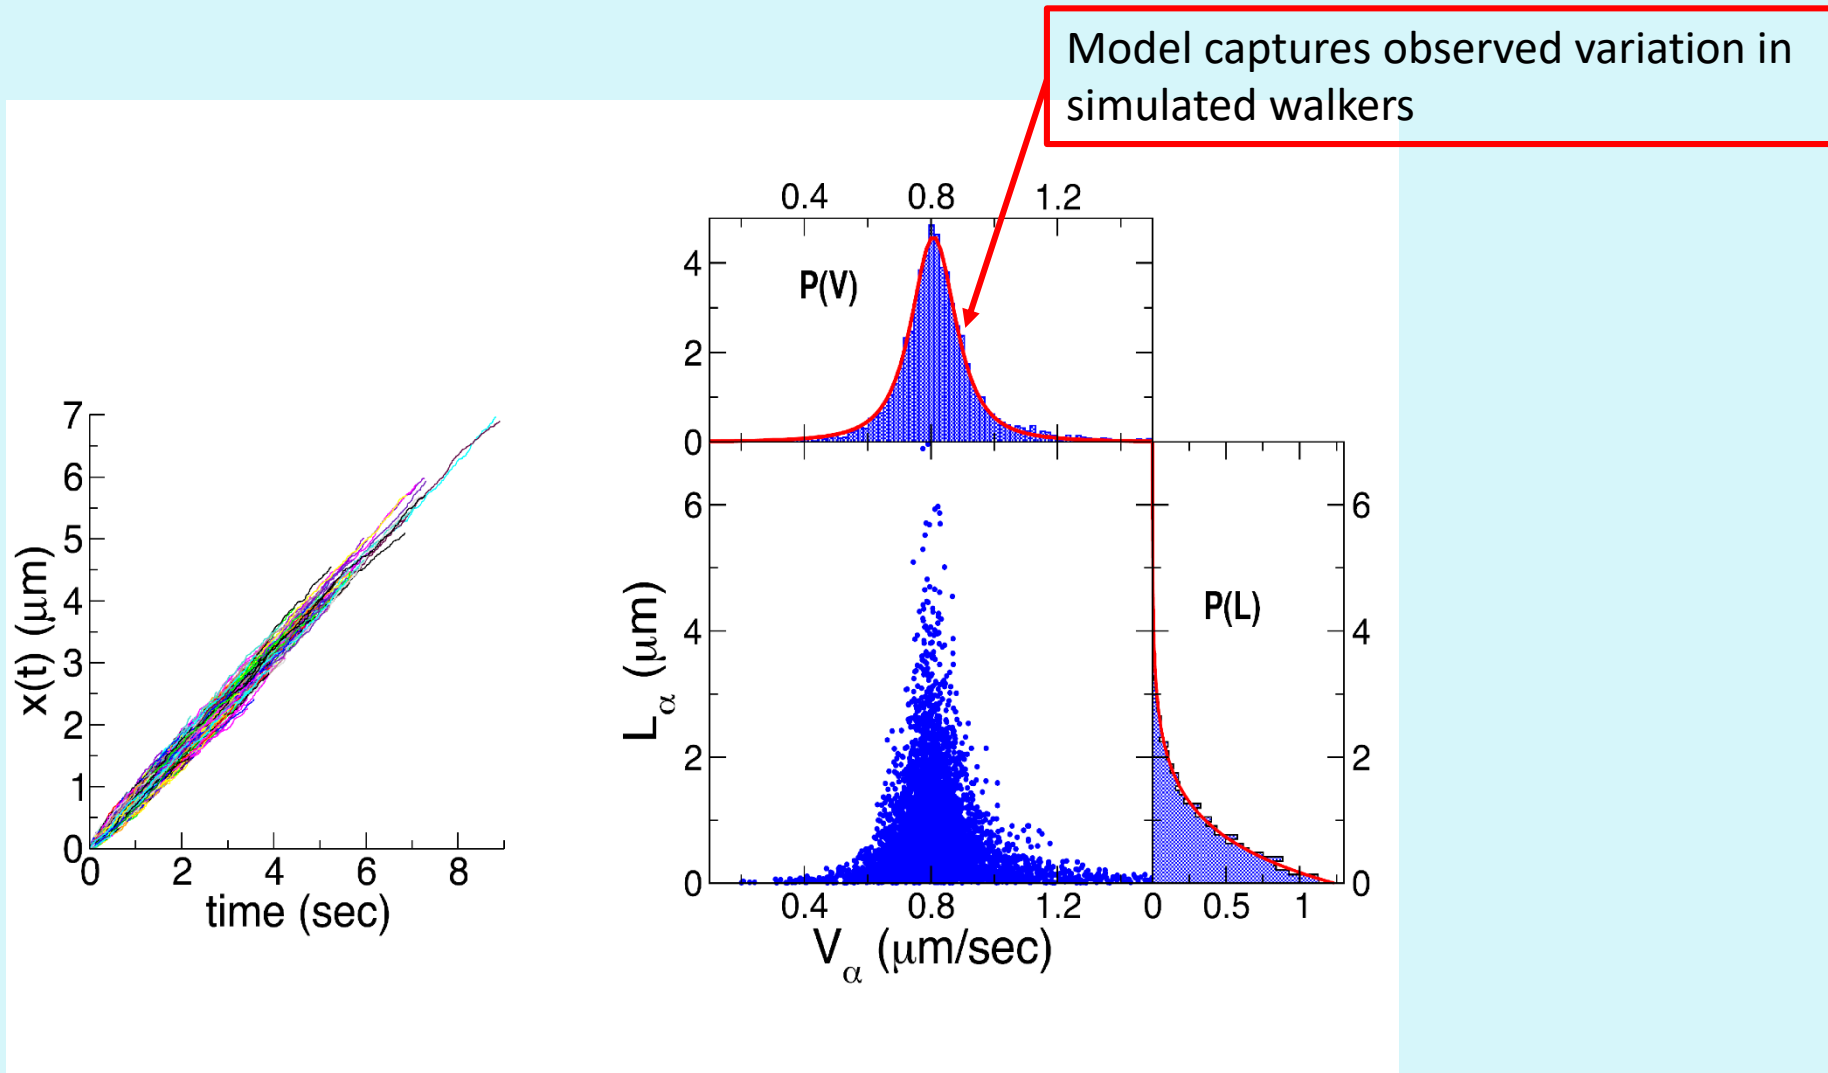 Model captures observed variation in
simulated walkers
0.4 0.8 1.2
4
2
0
P(V)
7
6
5
4
3
2
1
0
x(t) (μm)
0 2 4 6 8
time (sec)
6
4
2
0
L_α (μm)
0.4 0.8 1.2
V_α (μm/sec)
P(L)
6
4
2
0
0 0.5 1